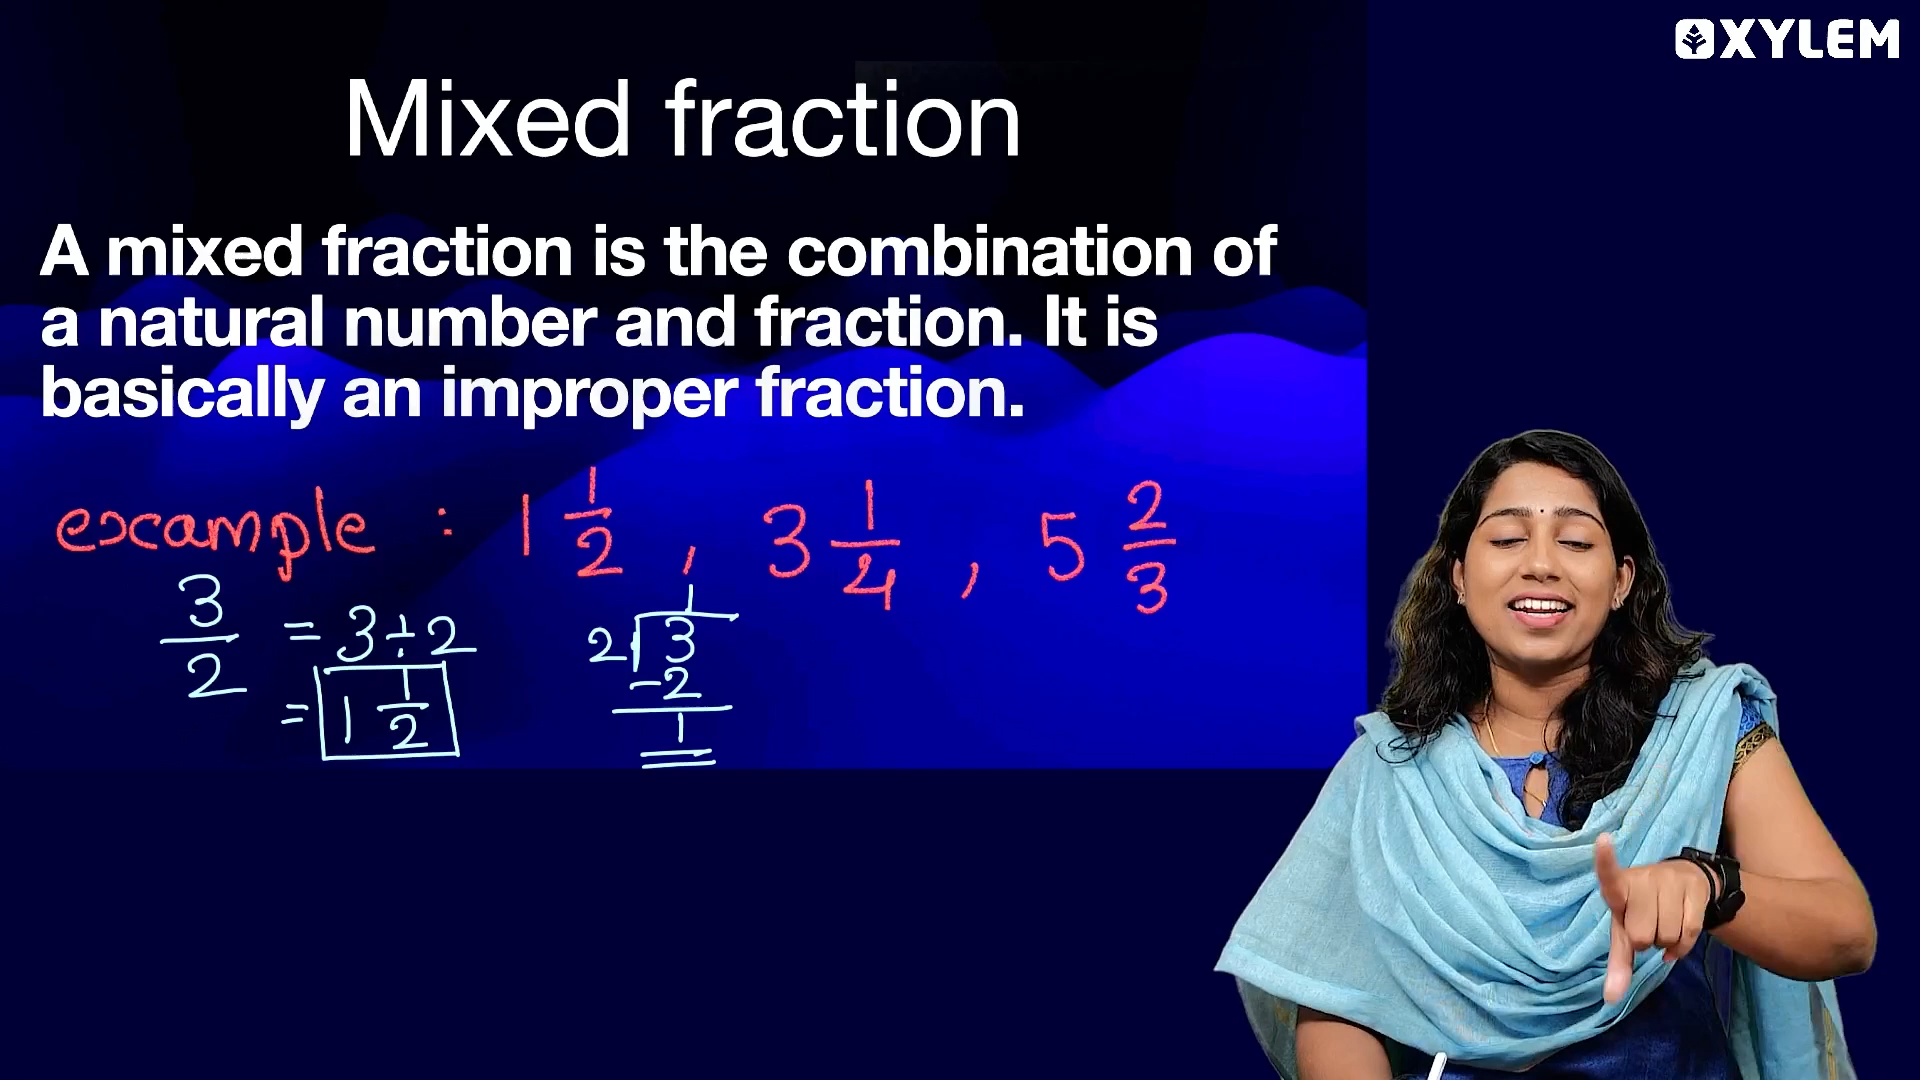 XYLEM
Mixed fraction
A mixed fraction is the combination of
a natural number and fraction. It is
basically an improper fraction.
example : 1 1/2 , 3 1/4 , 5 2/3
3/2 = 3÷2
= 1 1/2
1
2 3
-2
1